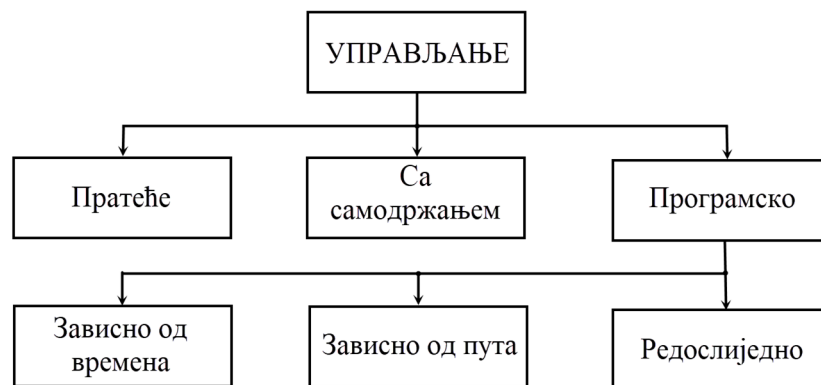 УПРАВЉАЊЕ
Пратеће
Са
самодржањем
Програмско
Зависно од
времена
Зависно од пута
Редослиједно